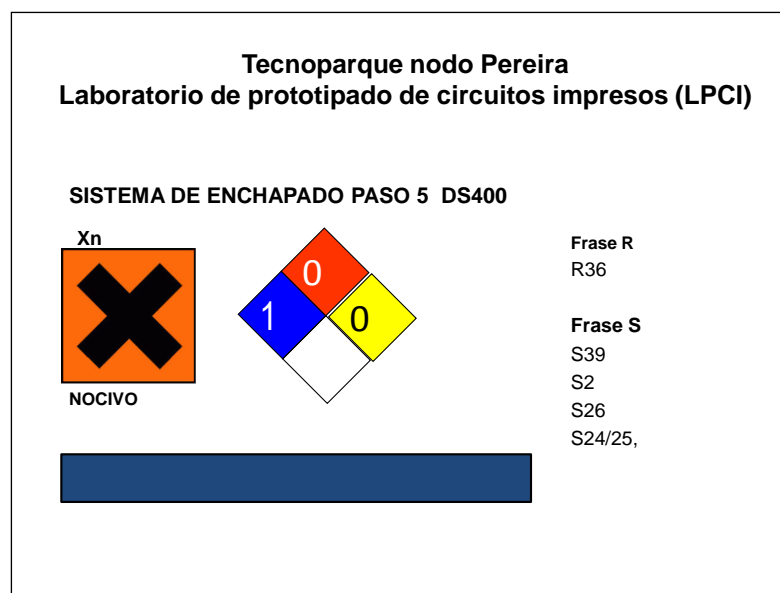 Tecnoparque nodo Pereira
Laboratorio de prototipado de circuitos impresos (LPCI)
SISTEMA DE ENCHAPADO PASO 5 DS400
Xn
NOCIVO
0
1
0
Frase R
R36
Frase S
S39
S2
S26
S24/25,